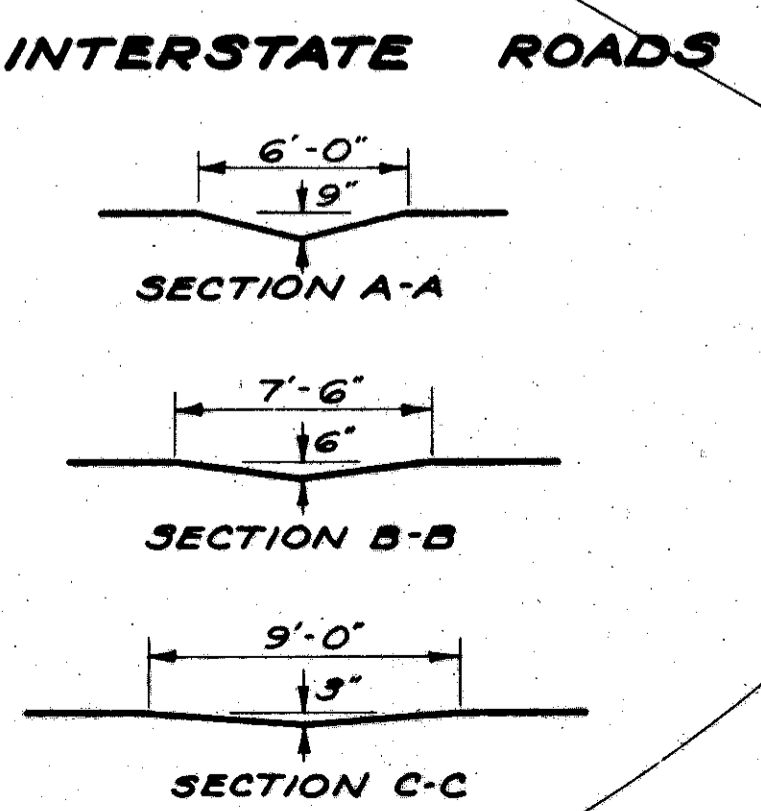 INTERSTATE ROADS
6'-0"
9"
SECTION A-A
7'-6"
6"
SECTION B-B
9'-0"
3"
SECTION C-C